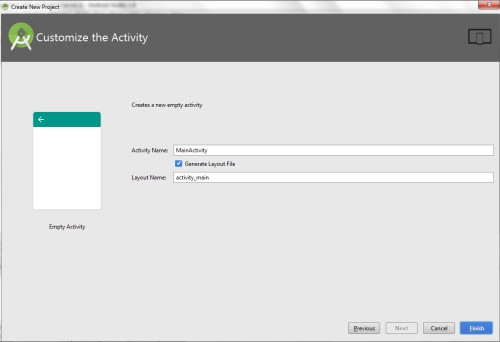 Create New Project
Customize the Activity
Creates a new empty activity
Activity Name: MainActivity
Generate Layout File
Layout Name: activity_main
Empty Activity
Previous Next Cancel Finish